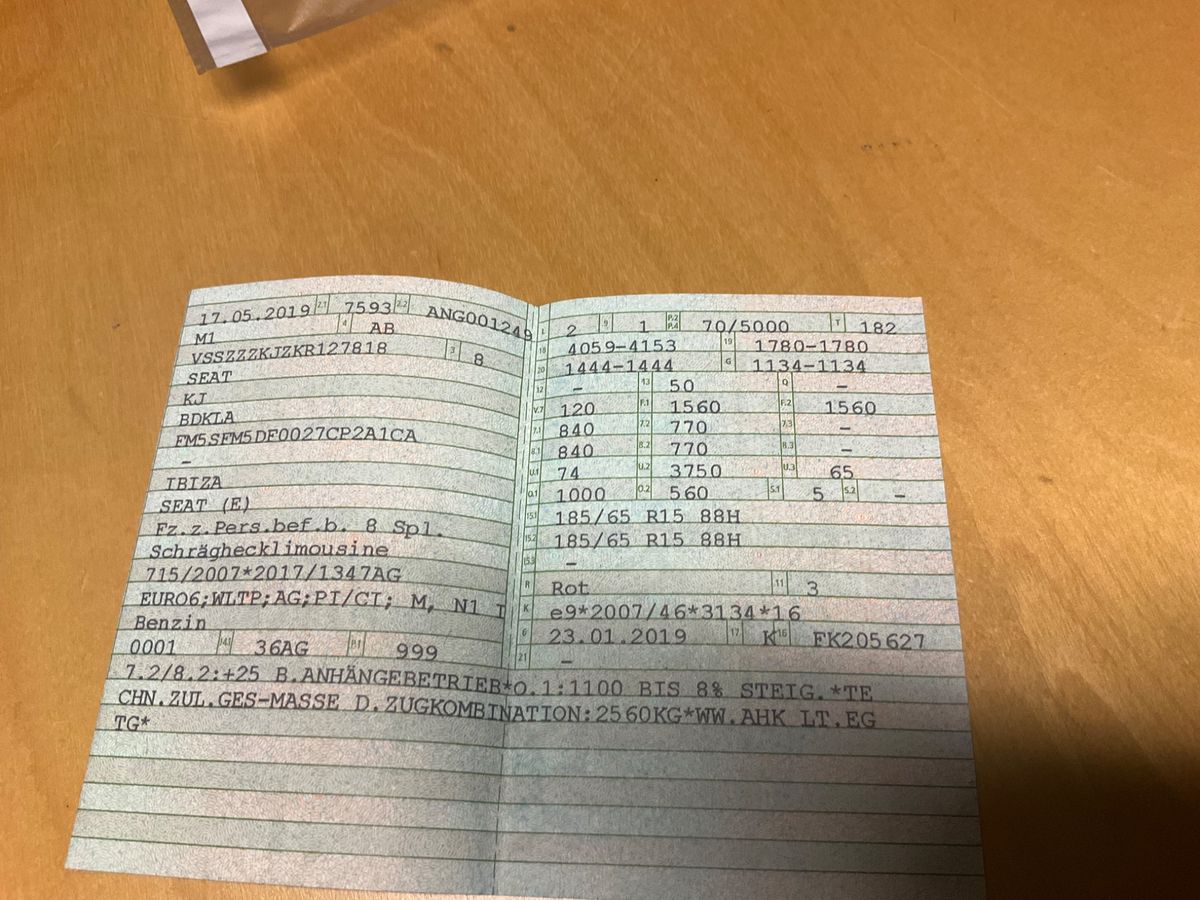 17.05.2019 2.1 7593 2.2 ANG001249
M1 4 AB
VSSZZZKJZKR127818 3 8
SEAT
KJ
BDKLA
FM5SFM5DF0027CP2A1CA
–
IBIZA
SEAT (E)
Fz.z.Pers.bef.b. 8 Spl.
Schräghecklimousine
715/2007*2017/1347AG
EURO6;WLTP;AG;PI/CI; M, N1 I
Benzin
0001 14.1 36AG P.1 999
L 2 9 1 P.2 P.4 70/5000 T 182
18 4059-4153 19 1780-1780
20 1444-1444 G 1134-1134
12 – 13 50 Q –
V.7 120 F.1 1560 F.2 1560
7.1 840 7.2 770 7.3 –
8.1 840 8.2 770 8.3 –
U.1 74 U.2 3750 U.3 65
O.1 1000 O.2 560 S.1 5 S.2 –
15.1 185/65 R15 88H
15.2 185/65 R15 88H
15.3 –
R Rot 11 3
K e9*2007/46*3134*16
6 23.01.2019 17 K 16 FK205627
21 –
7.2/8.2:+25 B.ANHÄNGEBETRIEB*O.1:1100 BIS 8% STEIG.*TE
CHN.ZUL.GES-MASSE D.ZUGKOMBINATION:2560KG*WW.AHK LT.EG
TG*